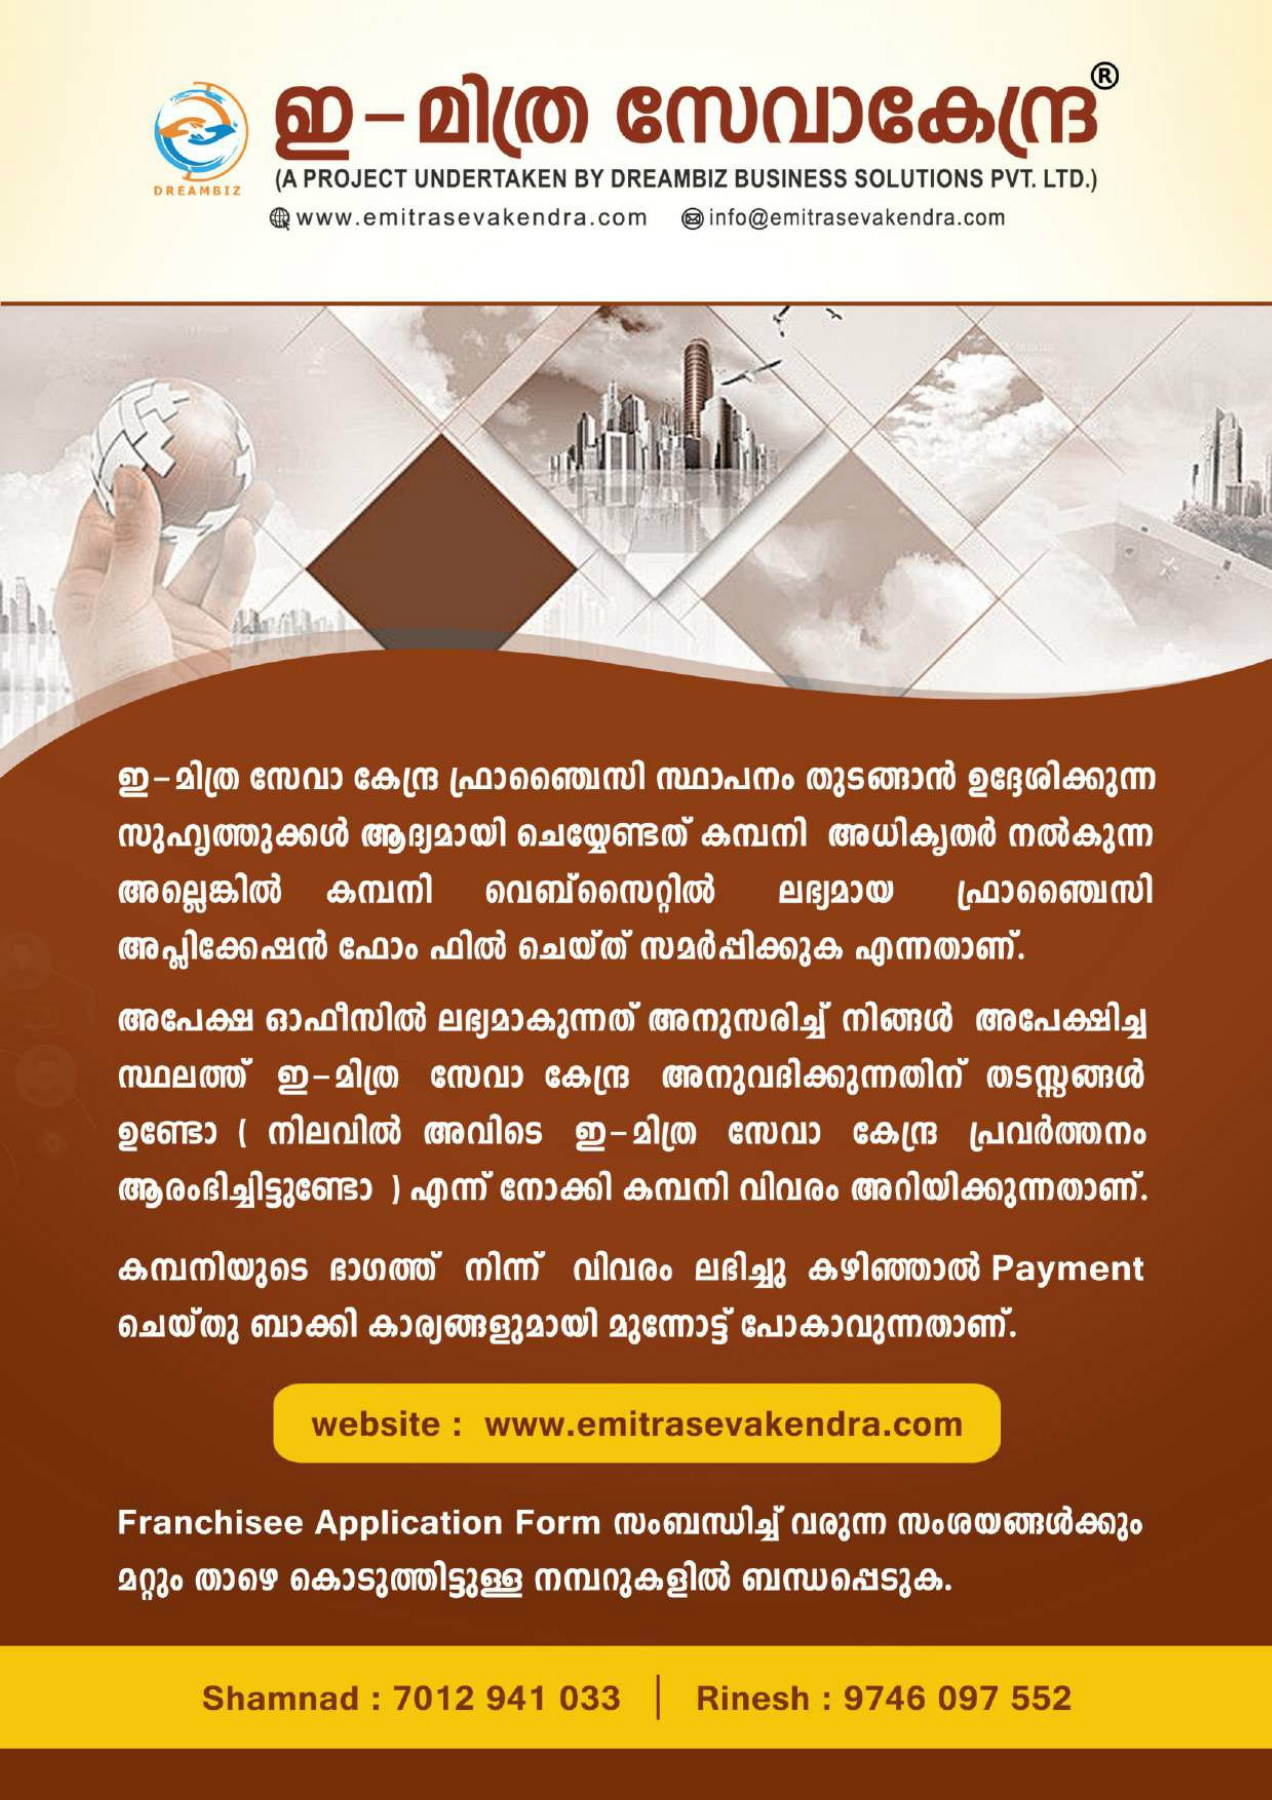 ഇ-മിത്ര സേവാകേന്ദ്ര®
DREAMBIZ
(A PROJECT UNDERTAKEN BY DREAMBIZ BUSINESS SOLUTIONS PVT. LTD.)
www.emitrasevakendra.com info@emitrasevakendra.com
ഇ-മിത്ര സേവാ കേന്ദ്ര ഫ്രാഞ്ചൈസി സ്ഥാപനം തുടങ്ങാൻ ഉദ്ദേശിക്കുന്ന
സുഹൃത്തുക്കൾ ആദ്യമായി ചെയ്യേണ്ടത് കമ്പനി അധികൃതർ നൽകുന്ന
അല്ലെങ്കിൽ കമ്പനി വെബ്സൈറ്റിൽ ലഭ്യമായ ഫ്രാഞ്ചൈസി
അപ്ലിക്കേഷൻ ഫോം ഫിൽ ചെയ്ത് സമർപ്പിക്കുക എന്നതാണ്.
അപേക്ഷ ഓഫീസിൽ ലഭ്യമാകുന്നത് അനുസരിച്ച് നിങ്ങൾ അപേക്ഷിച്ച
സ്ഥലത്ത് ഇ-മിത്ര സേവാ കേന്ദ്ര അനുവദിക്കുന്നതിന് തടസ്സങ്ങൾ
ഉണ്ടോ ( നിലവിൽ അവിടെ ഇ-മിത്ര സേവാ കേന്ദ്ര പ്രവർത്തനം
ആരംഭിച്ചിട്ടുണ്ടോ ) എന്ന് നോക്കി കമ്പനി വിവരം അറിയിക്കുന്നതാണ്.
കമ്പനിയുടെ ഭാഗത്ത് നിന്ന് വിവരം ലഭിച്ചു കഴിഞ്ഞാൽ Payment
ചെയ്തു ബാക്കി കാര്യങ്ങളുമായി മുന്നോട്ട് പോകാവുന്നതാണ്.
website : www.emitrasevakendra.com
Franchisee Application Form സംബന്ധിച്ച് വരുന്ന സംശയങ്ങൾക്കും
മറ്റും താഴെ കൊടുത്തിട്ടുള്ള നമ്പറുകളിൽ ബന്ധപ്പെടുക.
Shamnad : 7012 941 033 | Rinesh : 9746 097 552